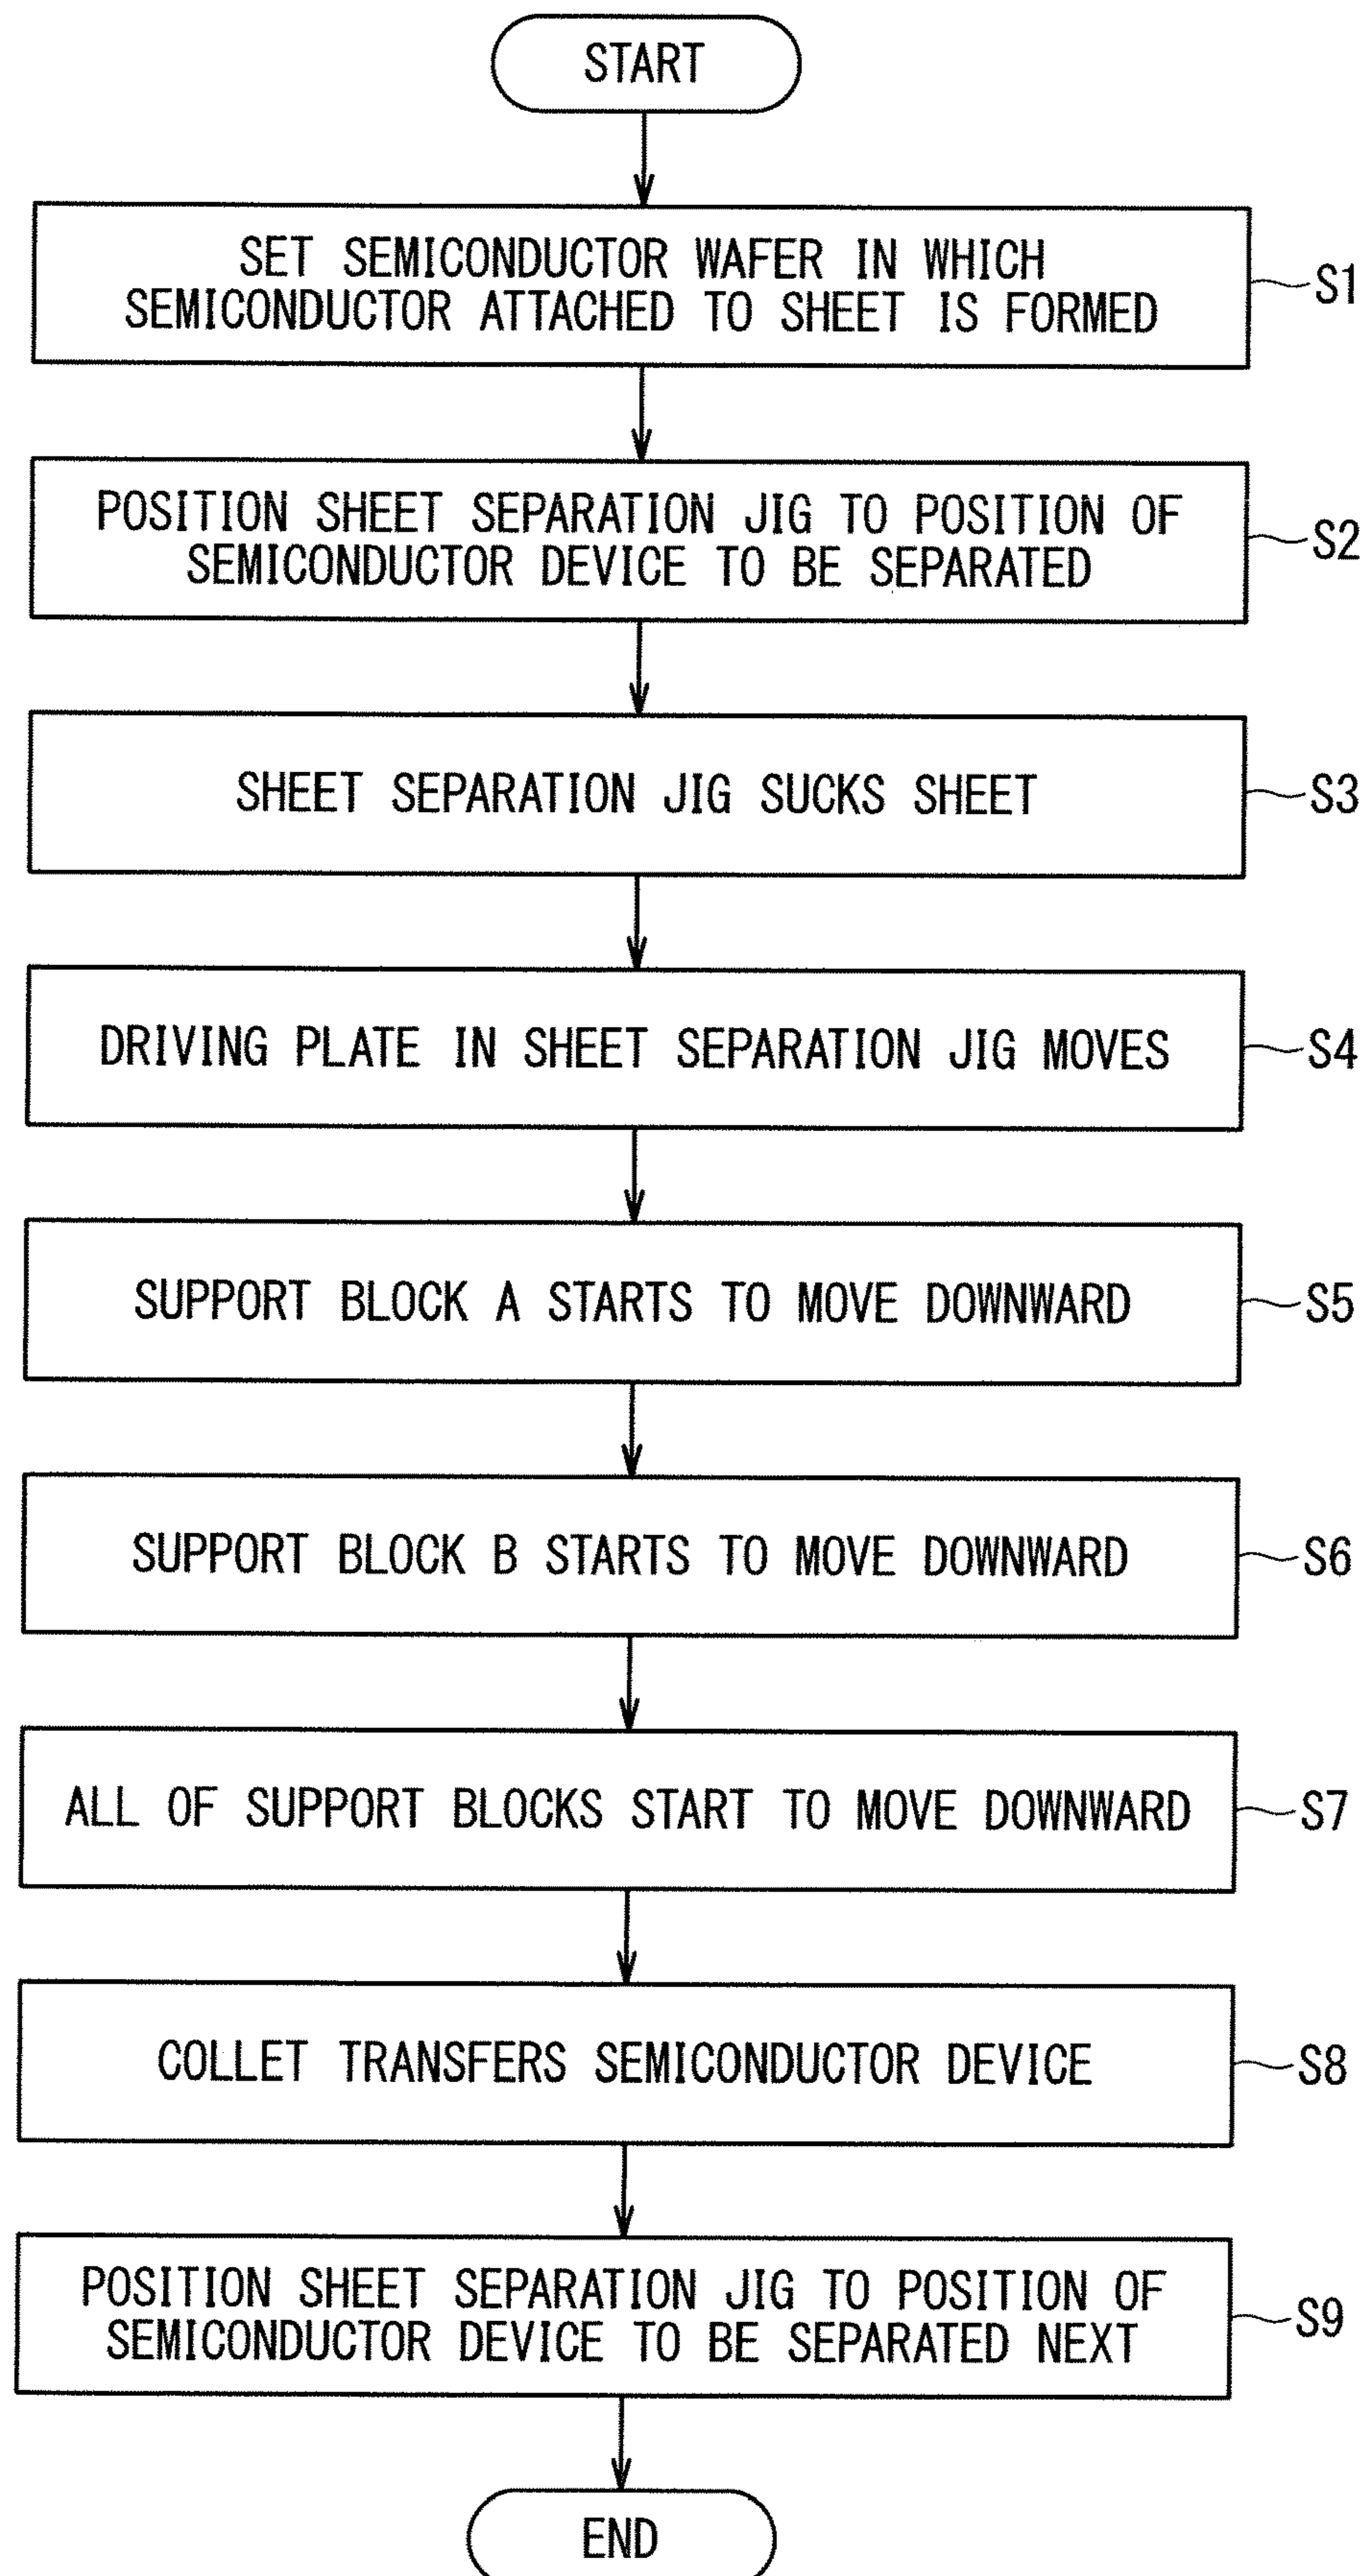 START
SET SEMICONDUCTOR WAFER IN WHICH
SEMICONDUCTOR ATTACHED TO SHEET IS FORMED
S1
POSITION SHEET SEPARATION JIG TO POSITION OF
SEMICONDUCTOR DEVICE TO BE SEPARATED
S2
SHEET SEPARATION JIG SUCKS SHEET
S3
DRIVING PLATE IN SHEET SEPARATION JIG MOVES
S4
SUPPORT BLOCK A STARTS TO MOVE DOWNWARD
S5
SUPPORT BLOCK B STARTS TO MOVE DOWNWARD
S6
ALL OF SUPPORT BLOCKS START TO MOVE DOWNWARD
S7
COLLET TRANSFERS SEMICONDUCTOR DEVICE
S8
POSITION SHEET SEPARATION JIG TO POSITION OF
SEMICONDUCTOR DEVICE TO BE SEPARATED NEXT
S9
END